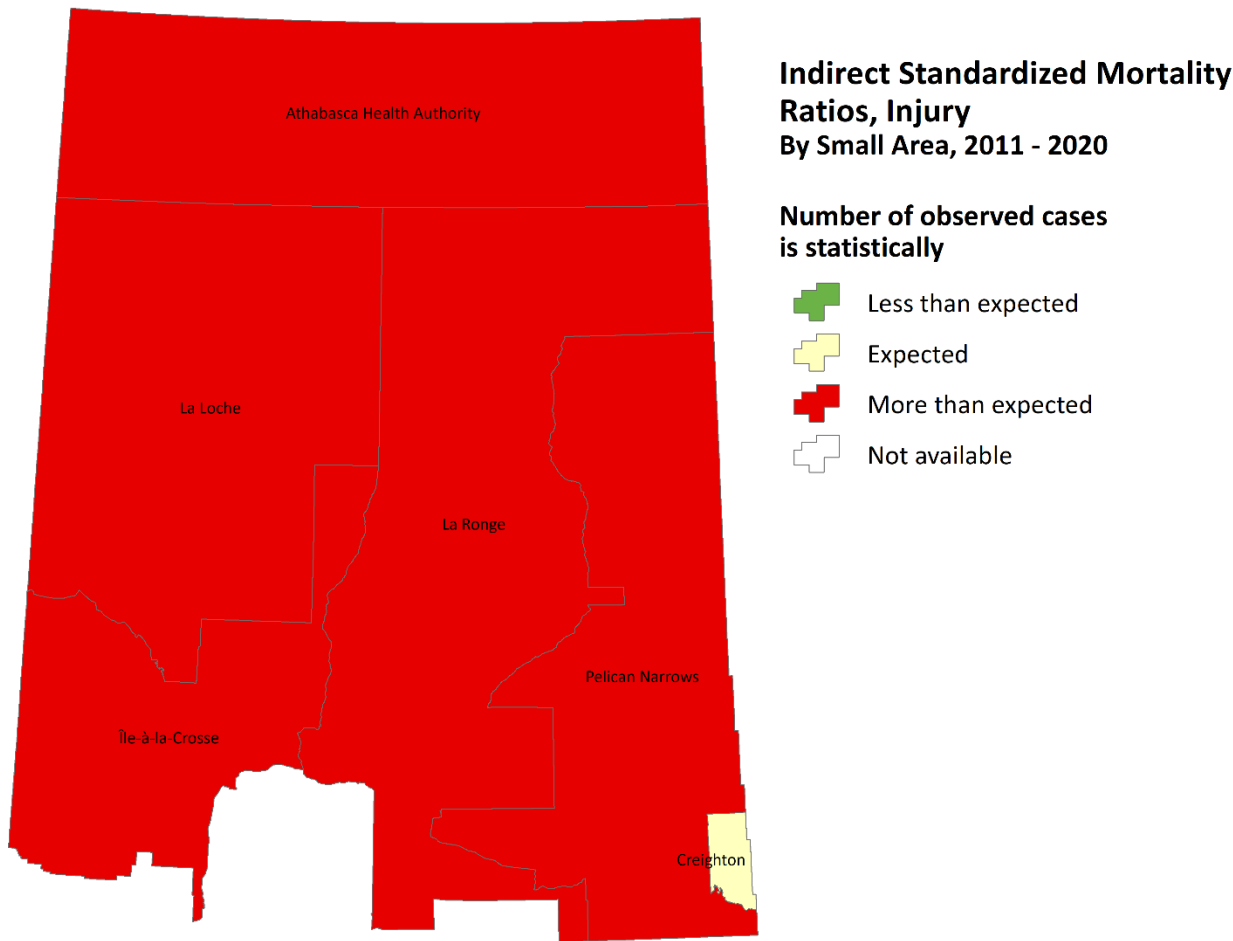 Indirect Standardized Mortality
Ratios, Injury
By Small Area, 2011 - 2020
Number of observed cases
is statistically
Less than expected
Expected
More than expected
Not available
Athabasca Health Authority
La Loche
La Ronge
Pelican Narrows
Île-à-la-Crosse
Creighton